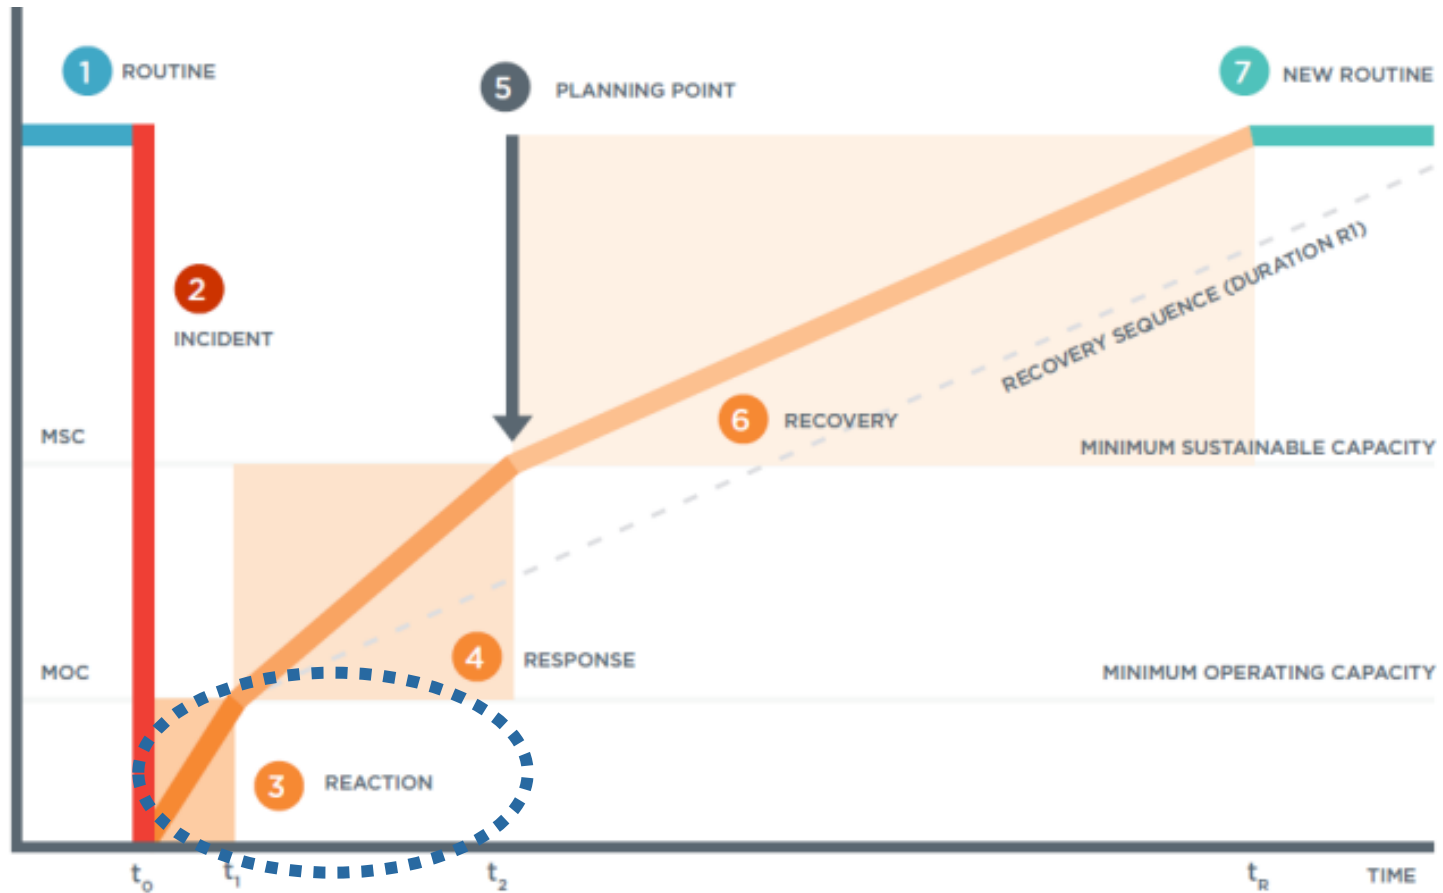 1 ROUTINE
5 PLANNING POINT
7 NEW ROUTINE
2
INCIDENT
RECOVERY SEQUENCE (DURATION R1)
6 RECOVERY
MSC
MINIMUM SUSTAINABLE CAPACITY
4 RESPONSE
MOC
MINIMUM OPERATING CAPACITY
3 REACTION
t0 t1 t2 tR TIME